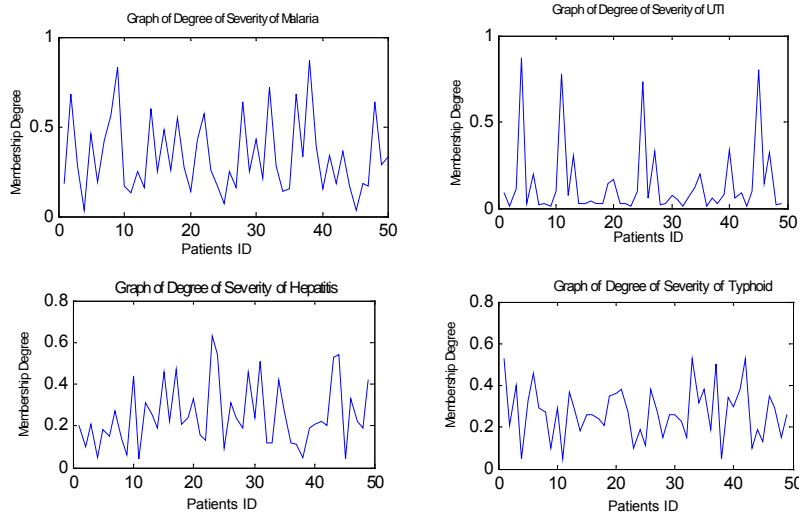 Graph of Degree of Severity of Malaria
1
0.5
0
Membership Degree
0 10 20 30 40 50
Patients ID
Graph of Degree of Severity of UTI
1
0.5
0
Membership Degree
0 10 20 30 40 50
Patients ID
Graph of Degree of Severity of Hepatitis
0.8
0.6
0.4
0.2
0
Membership Degree
0 10 20 30 40 50
Patients ID
Graph of Degree of Severity of Typhoid
0.8
0.6
0.4
0.2
0
Membership Degree
0 10 20 30 40 50
Patients ID